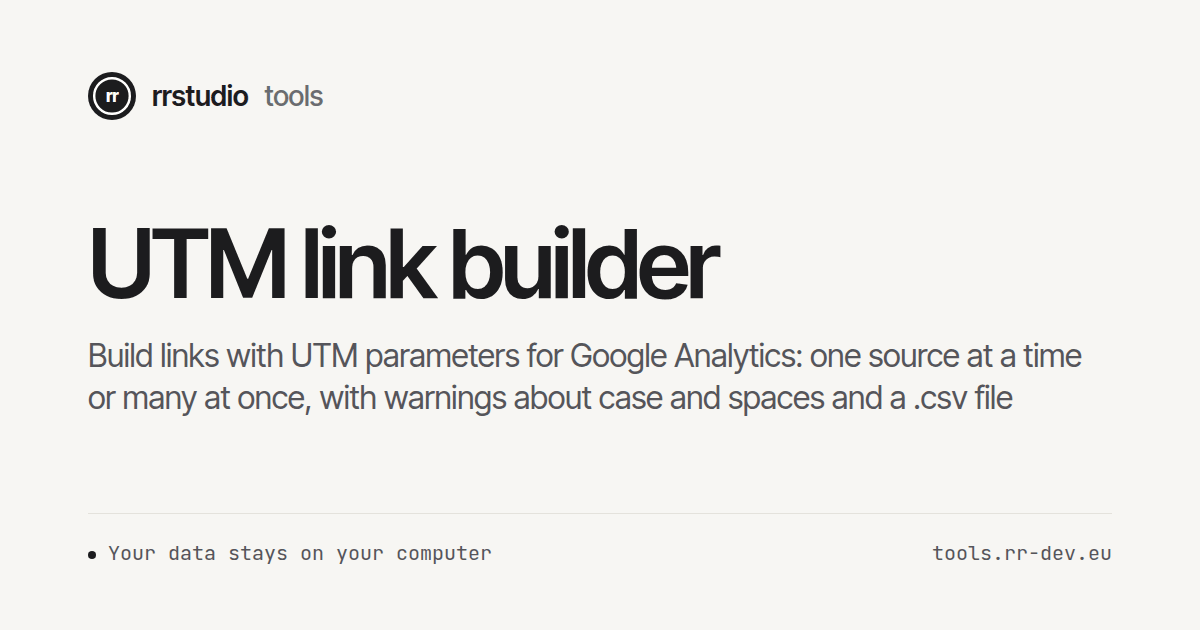 rr rrstudio tools
UTM link builder
Build links with UTM parameters for Google Analytics: one source at a time
or many at once, with warnings about case and spaces and a .csv file
Your data stays on your computer
tools.rr-dev.eu